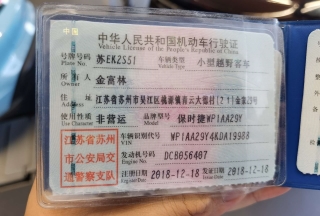 中华人民共和国机动车行驶证
Vehicle License of the People's Republic of China
号牌号码 苏EK2S51 车辆类型 小型越野客车
Plate No. Vehicle Type
所有人 金富林
Owner
住址 江苏省苏州市吴江区
Address
使用性质 非营运 品牌型号 保时捷WP1AA29Y
江苏省苏州 车辆识别代号 WP1AA29Y4KDA19988
VIN
市公安局交 发动机号码 DCB056407
Engine No.
通警察支队 注册日期 2018-12-18 发证日期 2018-12-18
Register Date Issue Date